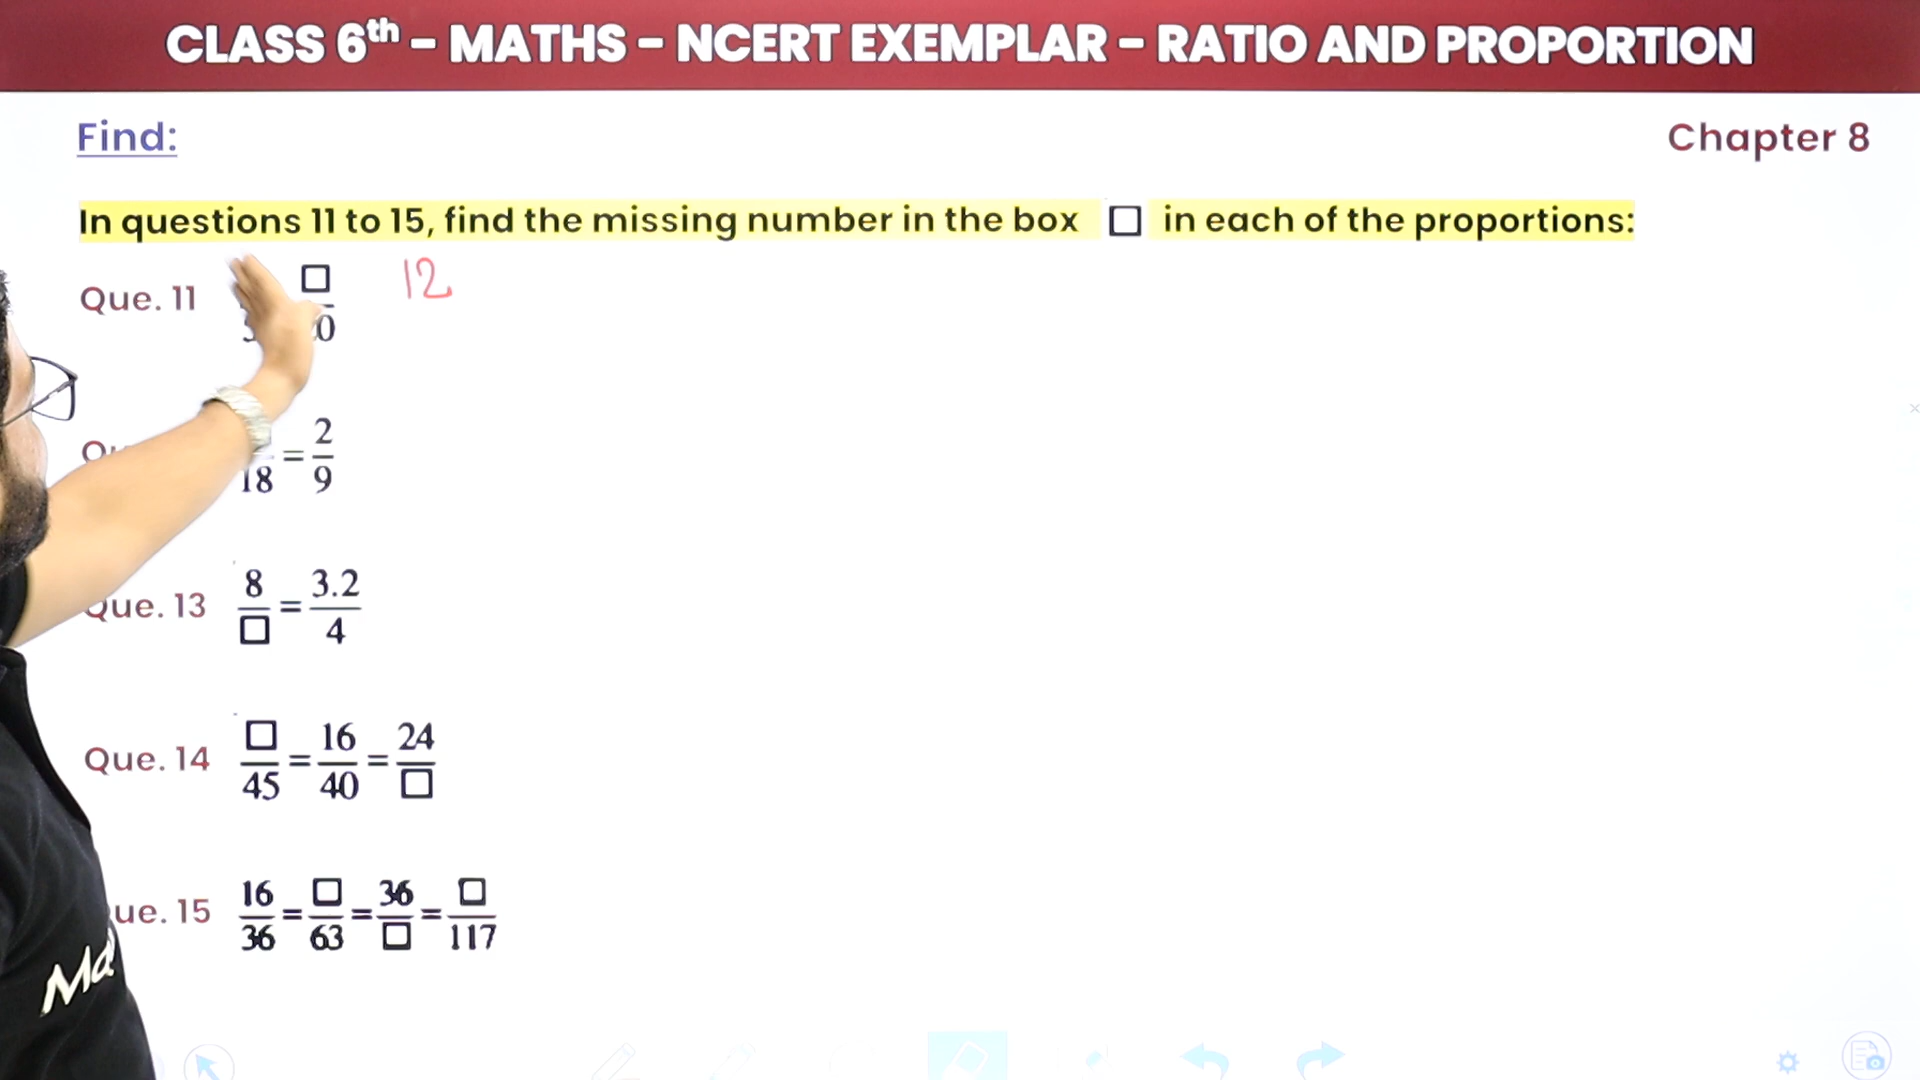 CLASS 6th – MATHS – NCERT EXEMPLAR – RATIO AND PROPORTION
Find:
Chapter 8
In questions 11 to 15, find the missing number in the box □ in each of the proportions:
Que. 11 □/0 12
18 = 2/9
Que. 13 8/□ = 3.2/4
Que. 14 □/45 = 16/40 = 24/□
ue. 15 16/36 = □/63 = 36/□ = □/117
Ma